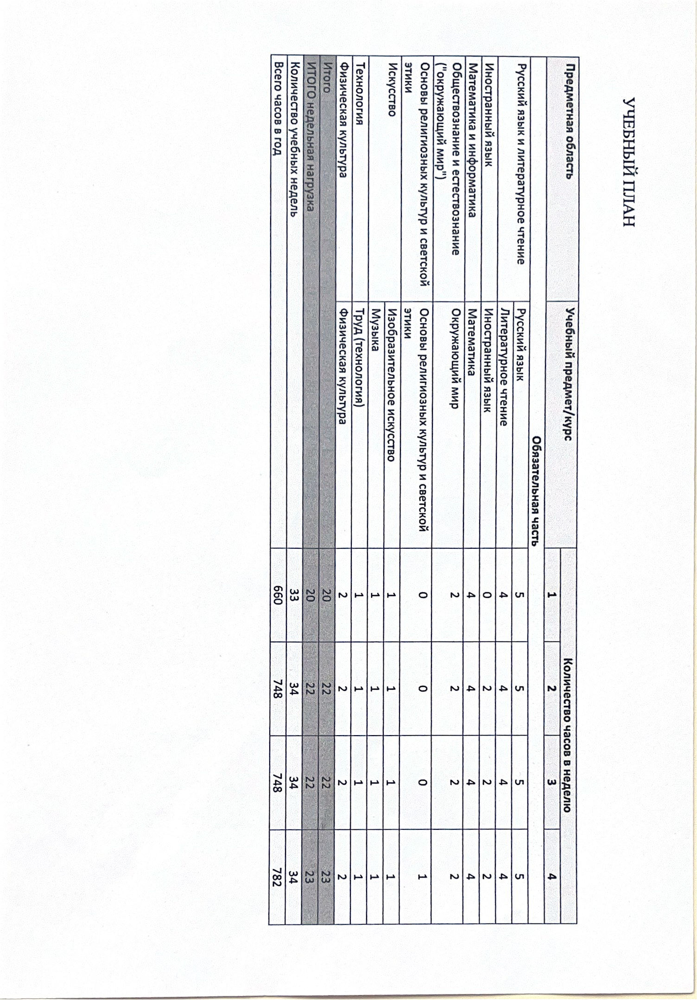 УЧЕБНЫЙ ПЛАН
Предметная область Учебный предмет/курс Количество часов в неделю
1 2 3 4
Обязательная часть
Русский язык и литературное чтение Русский язык 5 5 5 5
Литературное чтение 4 4 4 4
Иностранный язык Иностранный язык 0 2 2 2
Математика и информатика Математика 4 4 4 4
Обществознание и естествознание Окружающий мир 2 2 2 2
("окружающий мир")
Основы религиозных культур и светской Основы религиозных культур и светской 0 0 0 1
этики этики
Искусство Изобразительное искусство 1 1 1 1
Музыка 1 1 1 1
Технология Труд (технология) 1 1 1 1
Физическая культура Физическая культура 2 2 2 2
Итого 20 22 22 23
ИТОГО недельная нагрузка 20 22 22 23
Количество учебных недель 33 34 34 34
Всего часов в год 660 748 748 782